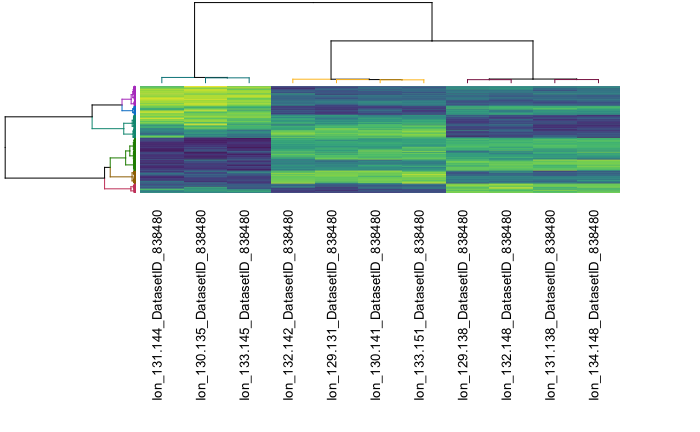 Ion_131.144_DatasetID_838480
Ion_130.135_DatasetID_838480
Ion_133.145_DatasetID_838480
Ion_132.142_DatasetID_838480
Ion_129.131_DatasetID_838480
Ion_130.141_DatasetID_838480
Ion_133.151_DatasetID_838480
Ion_129.138_DatasetID_838480
Ion_132.148_DatasetID_838480
Ion_131.138_DatasetID_838480
Ion_134.148_DatasetID_838480